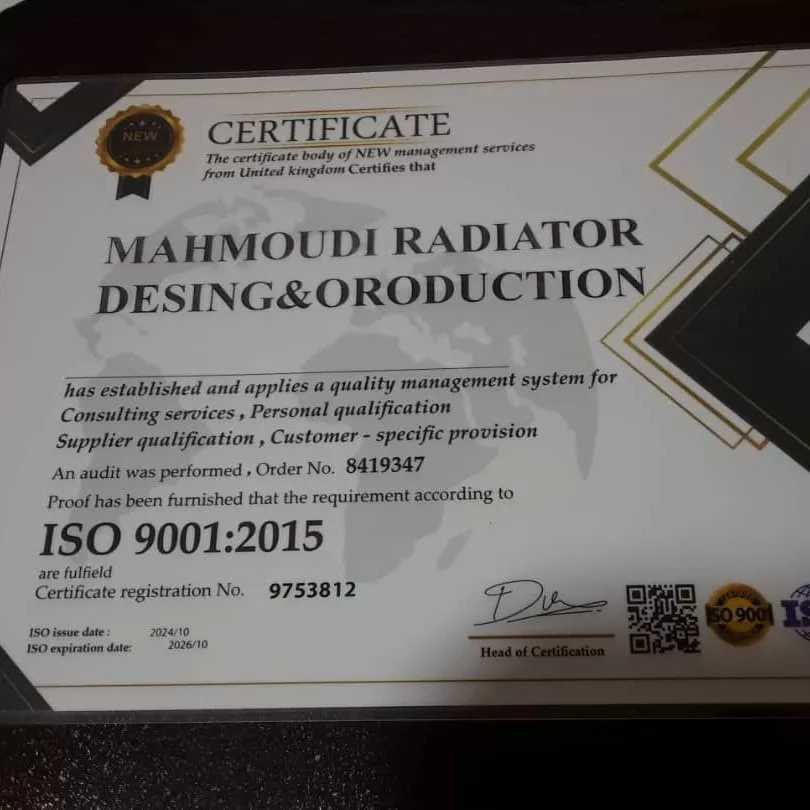 NEW
CERTIFICATE
The certificate body of NEW management services
from United kingdom Certifies that
MAHMOUDI RADIATOR
DESING&ORODUCTION
has established and applies a quality management system for
Consulting services , Personal qualification
Supplier qualification , Customer - specific provision
An audit was performed , Order No. 8419347
Proof has been furnished that the requirement according to
ISO 9001:2015
are fulfield
Certificate registration No. 9753812
ISO issue date : 2024/10
ISO expiration date: 2026/10
Head of Certification
ISO 9001